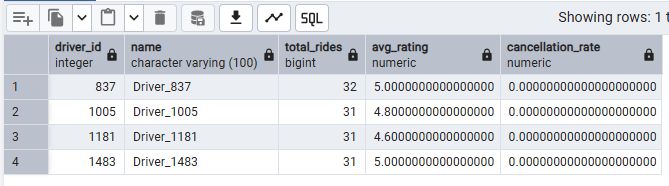 SQL
Showing rows: 1 t
driver_id
integer
name
character varying (100)
total_rides
bigint
avg_rating
numeric
cancellation_rate
numeric
1 837 Driver_837 32 5.0000000000000000 0.00000000000000000000
2 1005 Driver_1005 31 4.8000000000000000 0.00000000000000000000
3 1181 Driver_1181 31 4.6000000000000000 0.00000000000000000000
4 1483 Driver_1483 31 5.0000000000000000 0.00000000000000000000